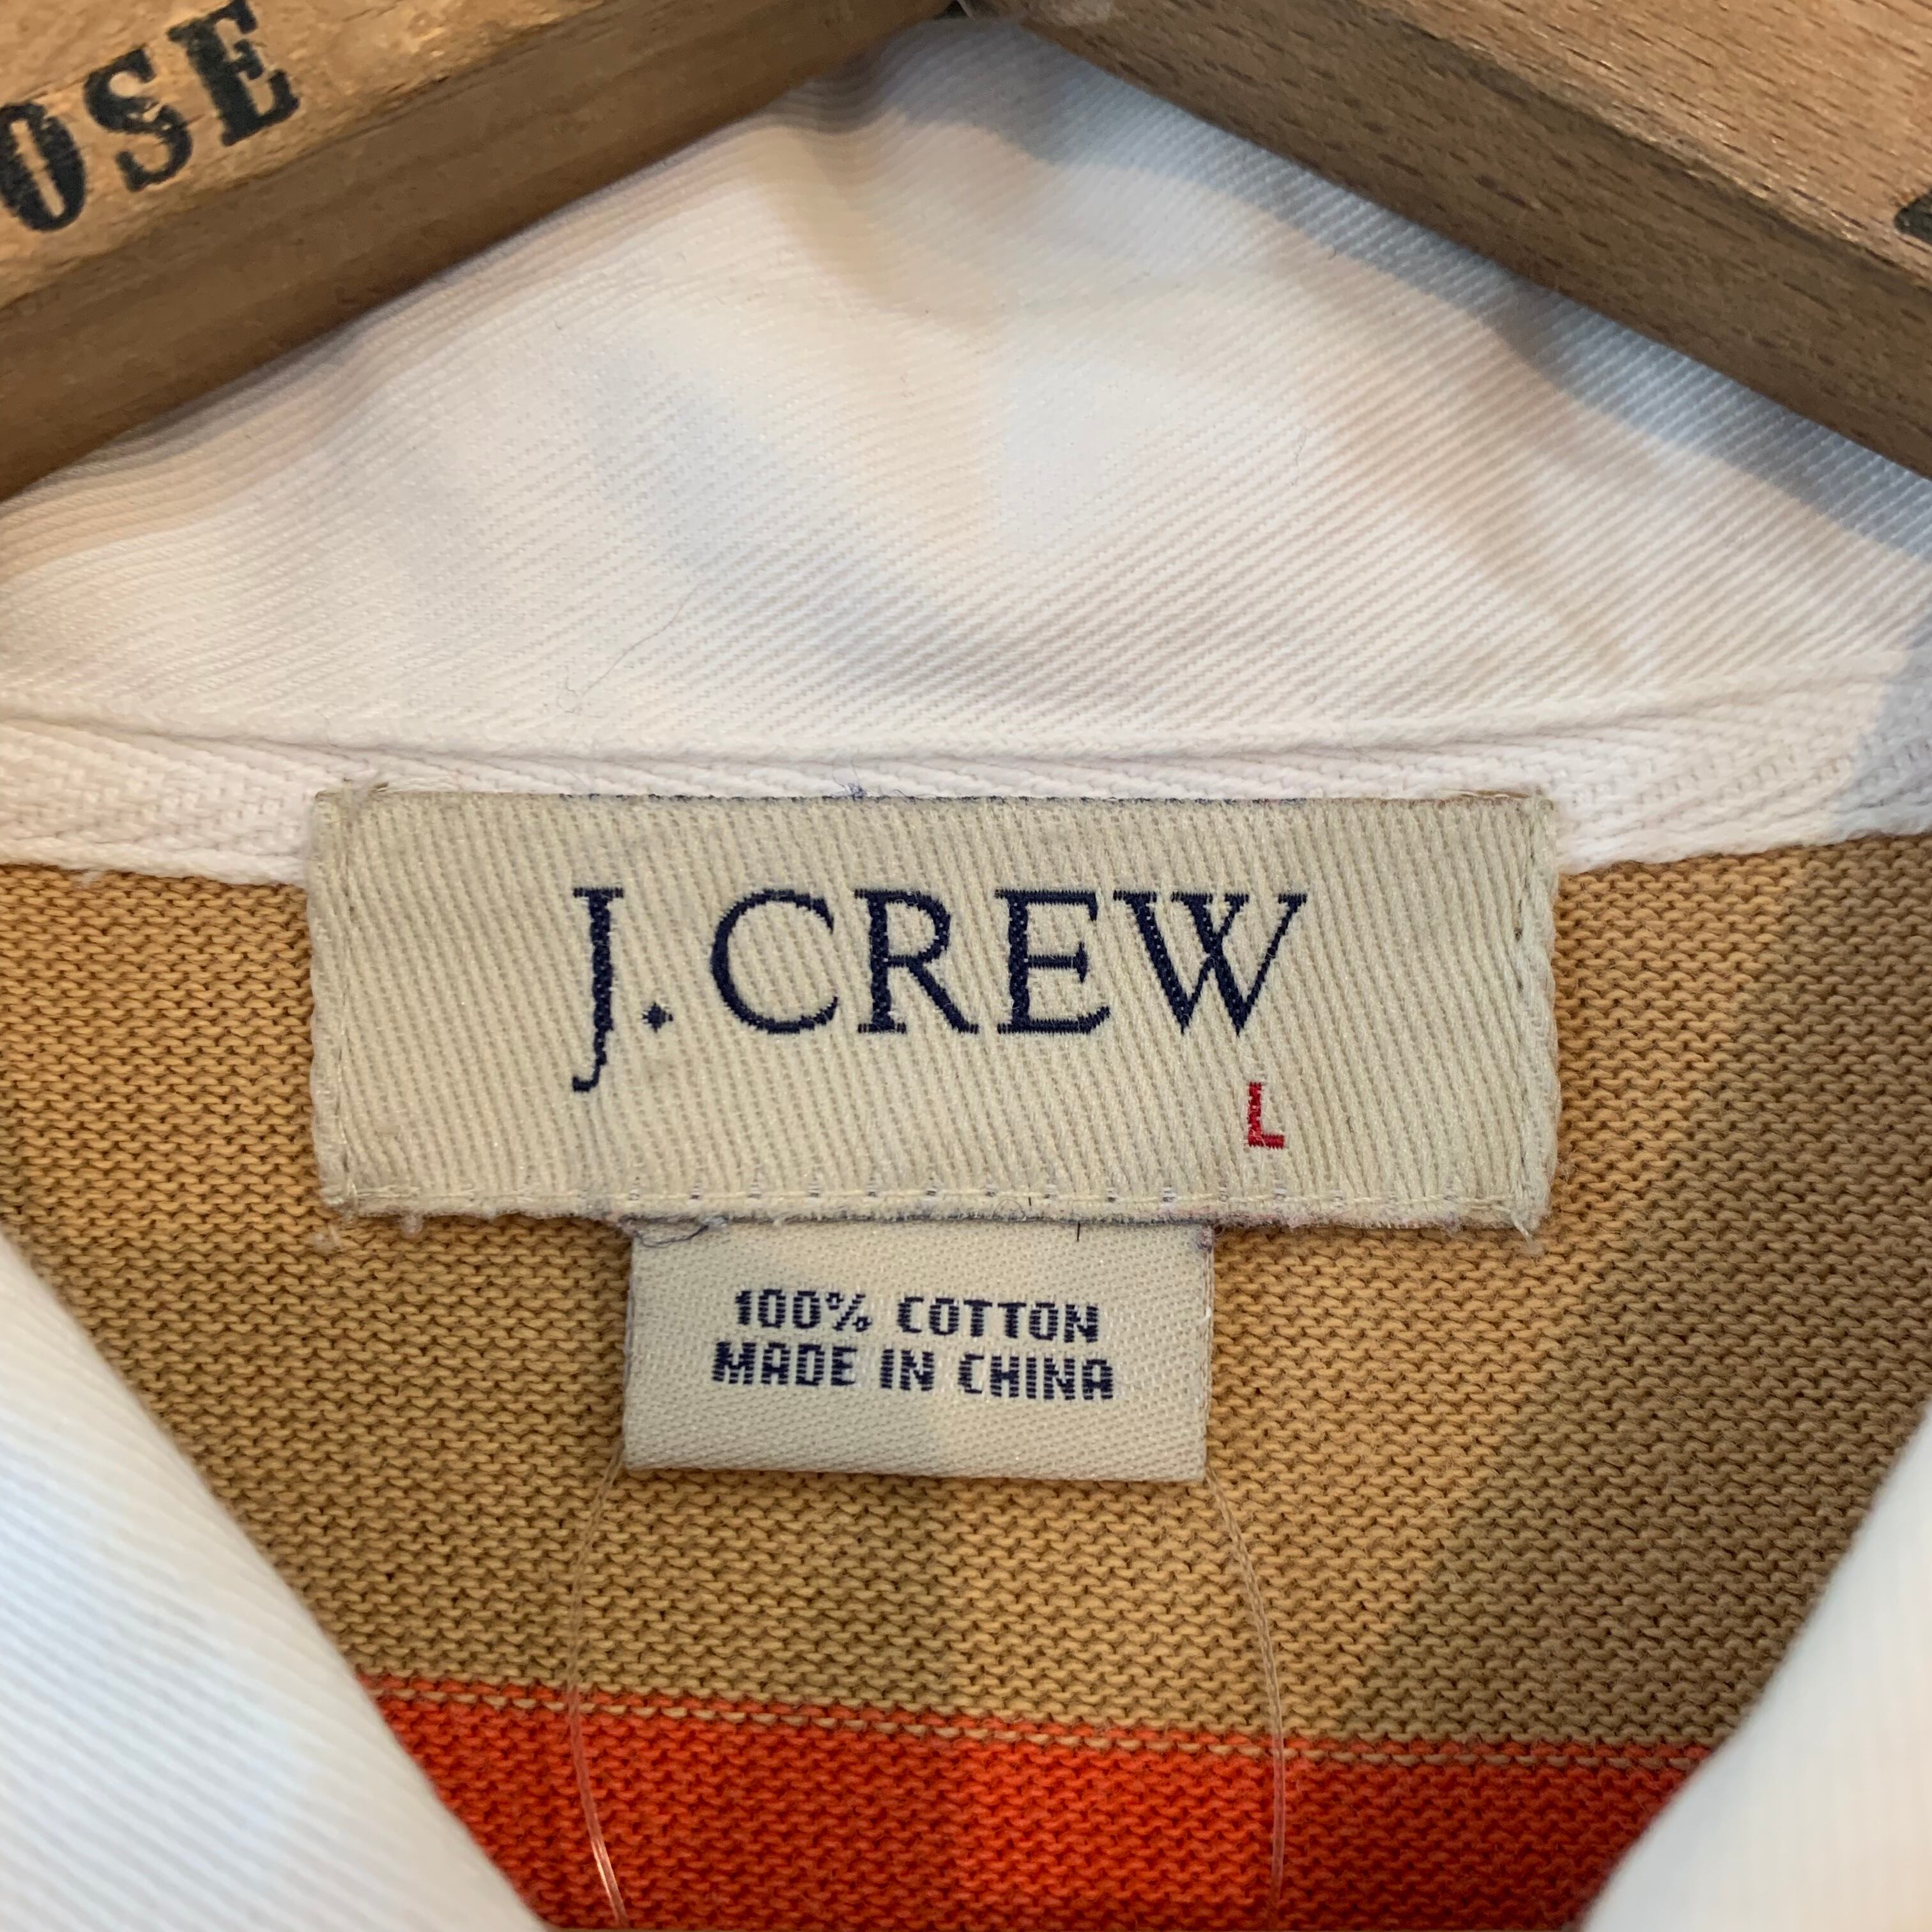 OSE
J.CREW
L
100% COTTON
MADE IN CHINA